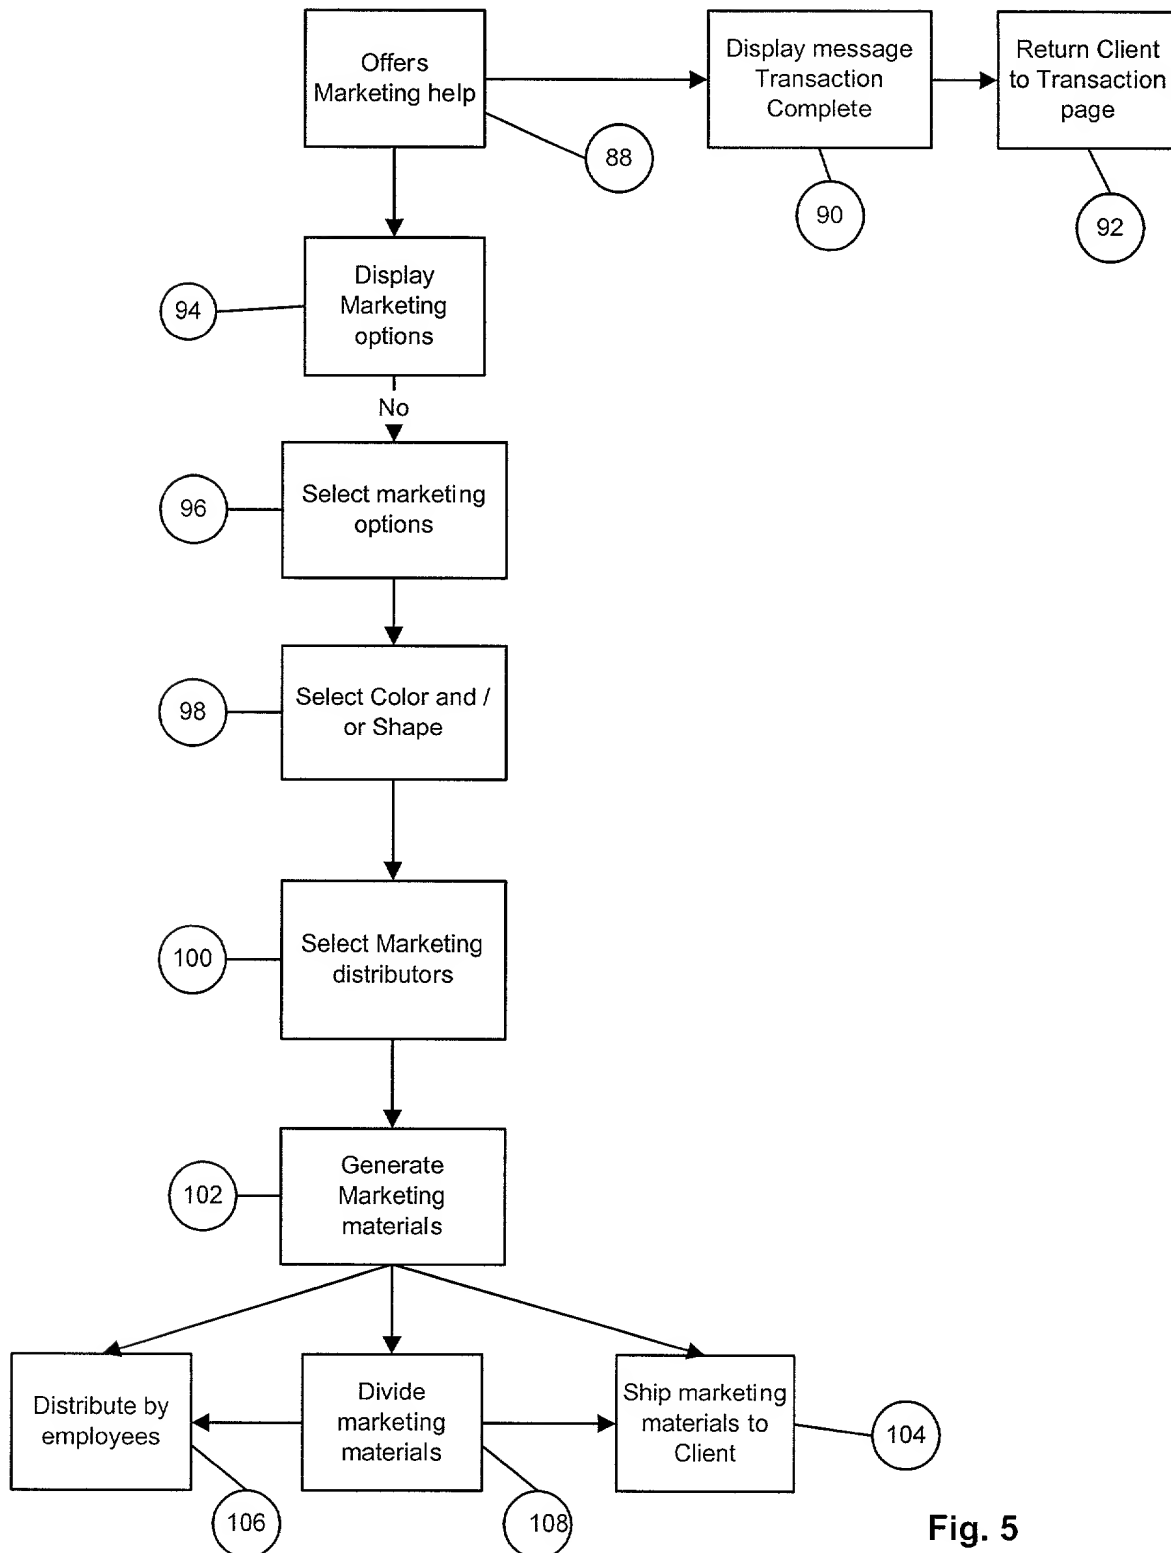 Offers
Marketing help
Display message
Transaction
Complete
Return Client
to Transaction
page
88
90
92
Display
Marketing
options
94
No
Select marketing
options
96
Select Color and /
or Shape
98
Select Marketing
distributors
100
Generate
Marketing
materials
102
Distribute by
employees
Divide
marketing
materials
Ship marketing
materials to
Client
104
106
108
Fig. 5